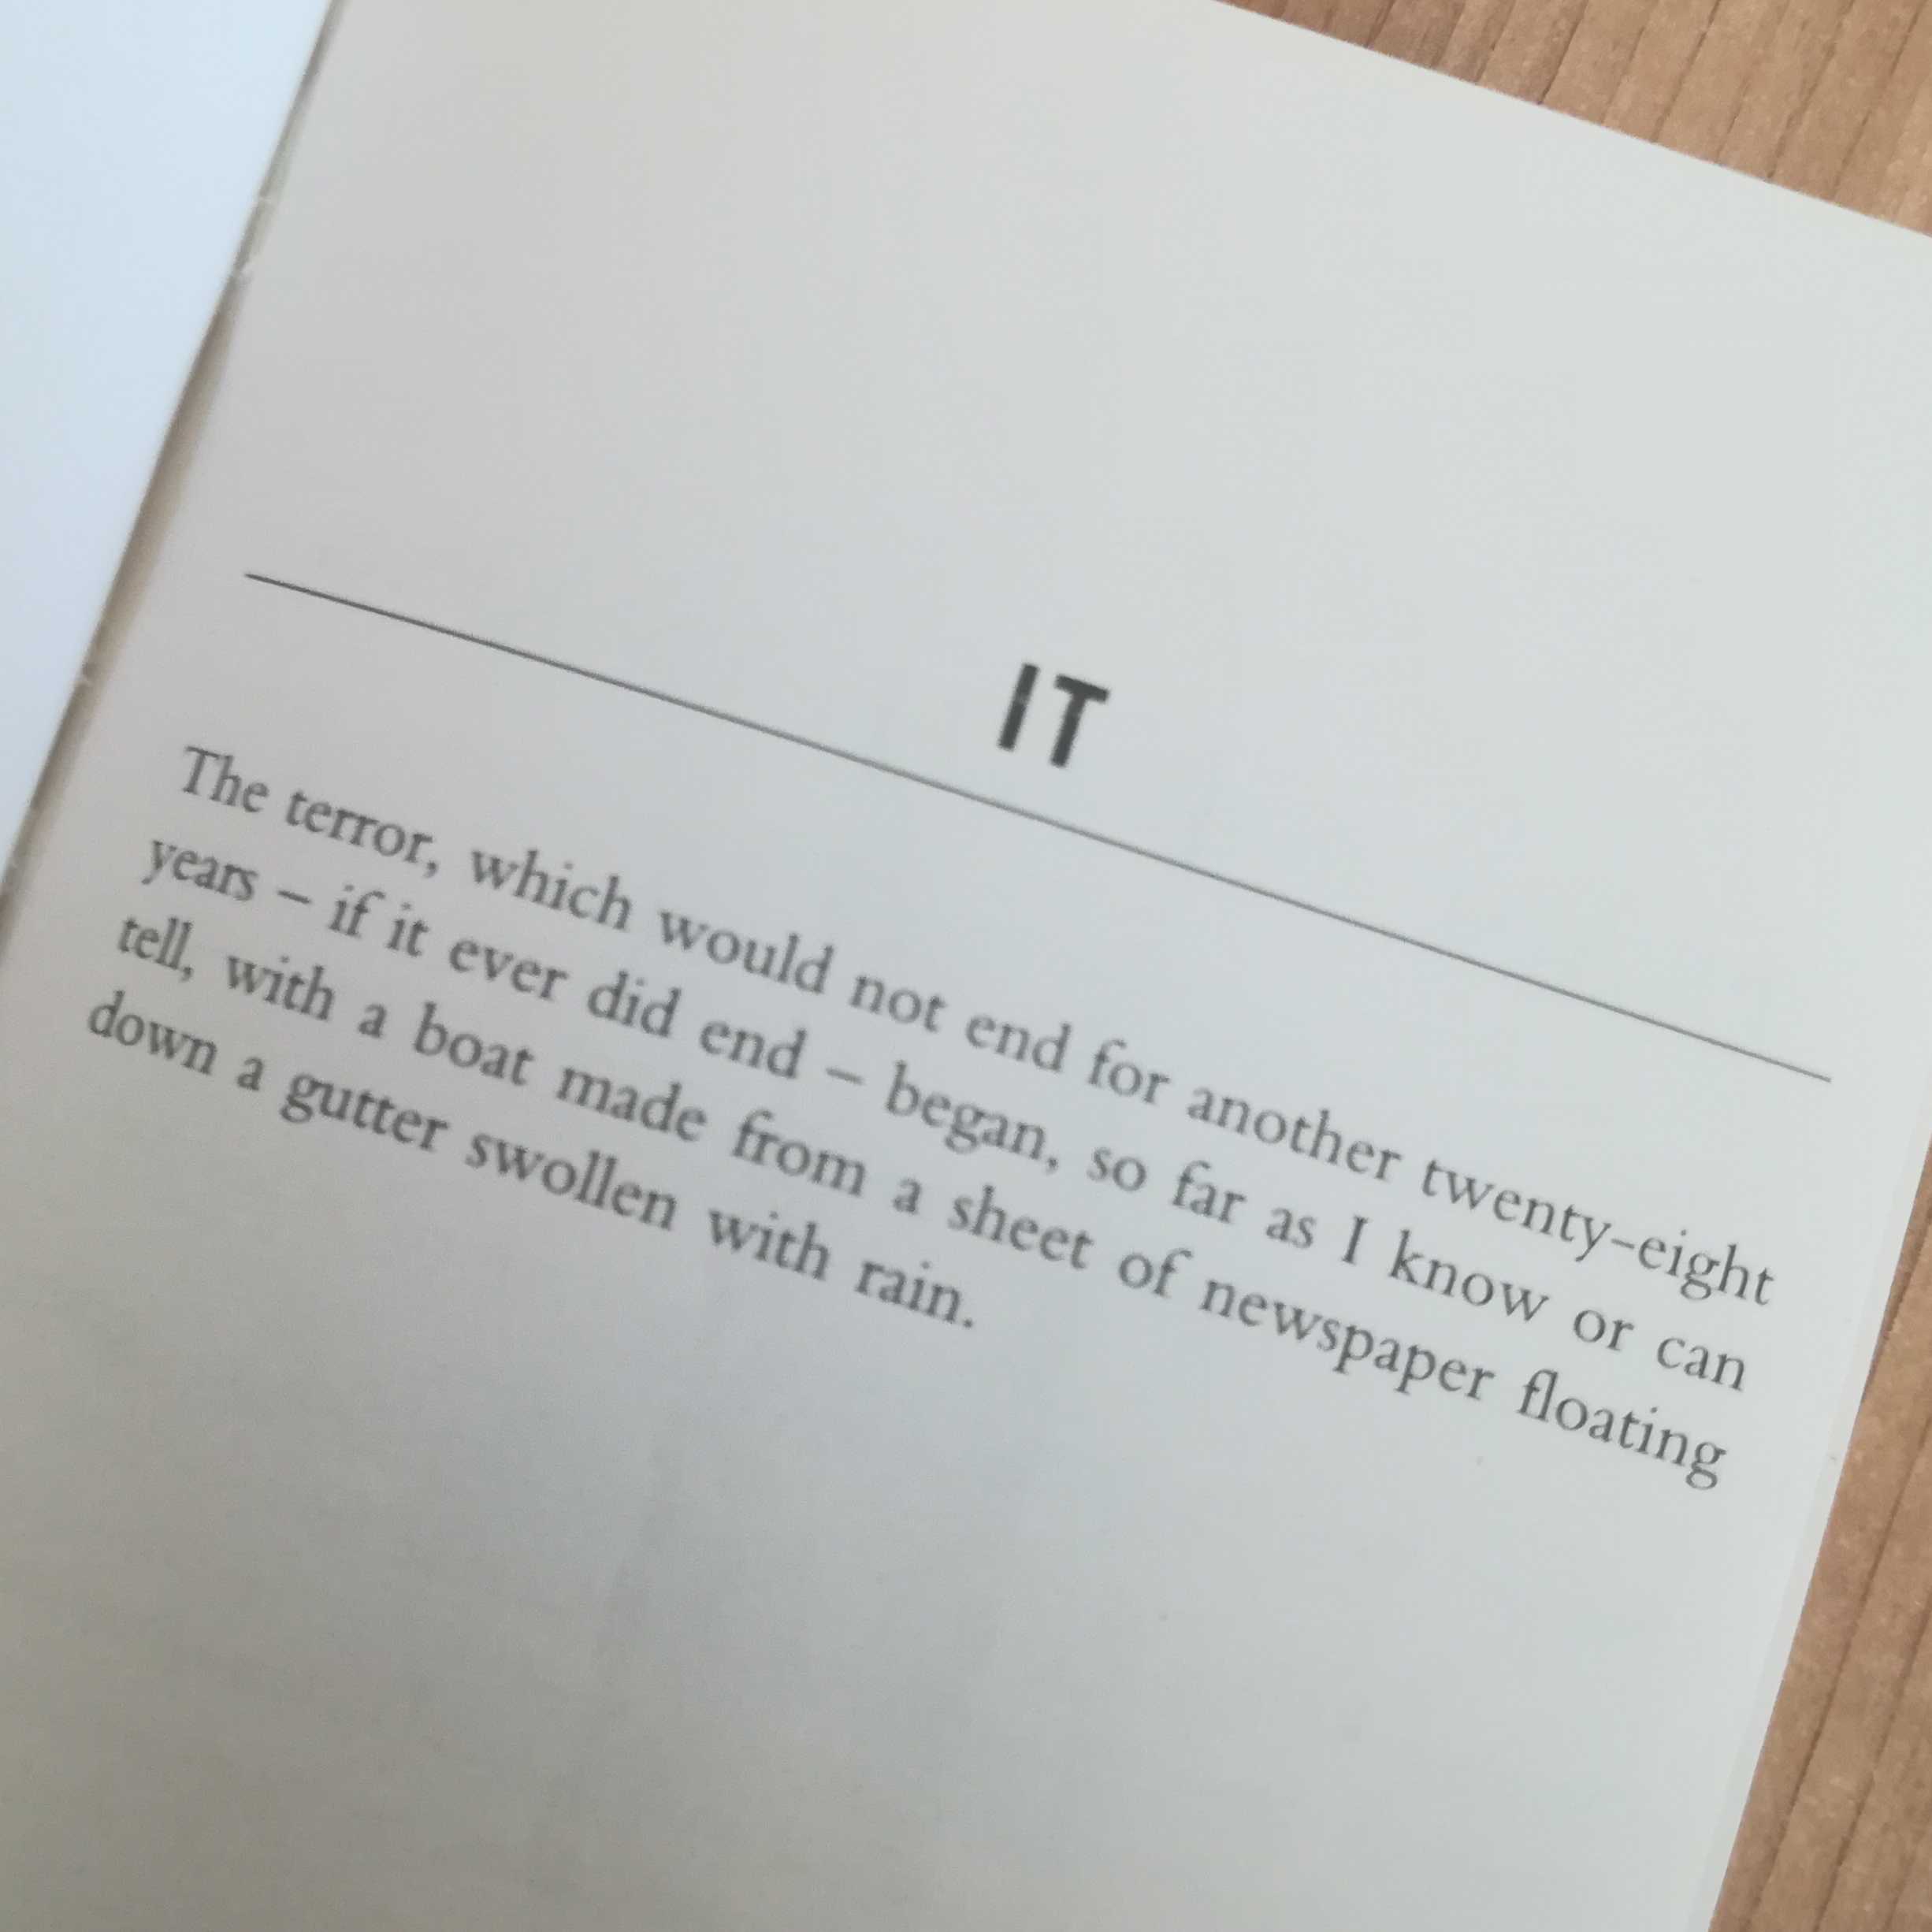 IT
The terror, which would not end for another twenty-eight
years – if it ever did end – began, so far as I know or can
tell, with a boat made from a sheet of newspaper floating
down a gutter swollen with rain.